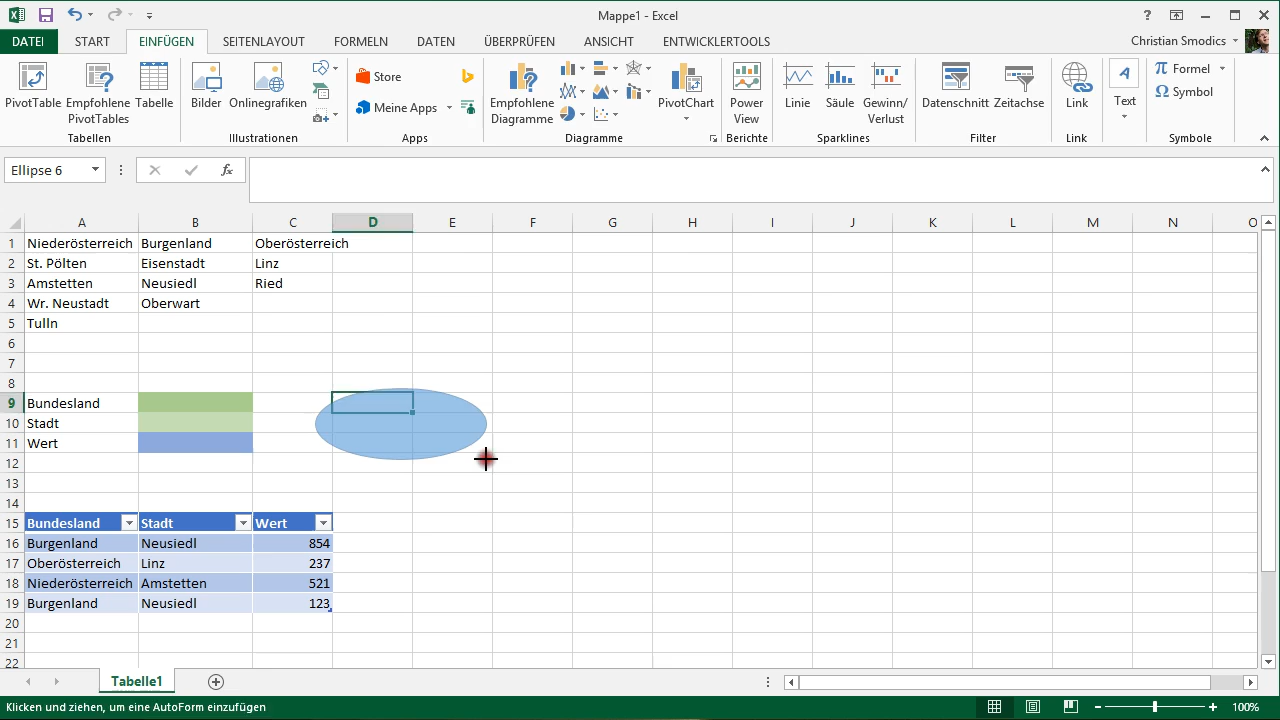 Mappe1 - Excel
?
DATEI START EINFÜGEN SEITENLAYOUT FORMELN DATEN ÜBERPRÜFEN ANSICHT ENTWICKLERTOOLS Christian Smodics
PivotTable Empfohlene PivotTables Tabelle Bilder Onlinegrafiken Store Meine Apps Empfohlene Diagramme PivotChart Power View Linie Säule Gewinn/ Verlust Datenschnitt Zeitachse Link Text Formel Symbol
Tabellen Illustrationen Apps Diagramme Berichte Sparklines Filter Link Symbole
Ellipse 6 fx
A B C D E F G H I J K L M N O
1 Niederösterreich Burgenland Oberösterreich
2 St. Pölten Eisenstadt Linz
3 Amstetten Neusiedl Ried
4 Wr. Neustadt Oberwart
5 Tulln
6
7
8
9 Bundesland
10 Stadt
11 Wert
12
13
14
15 Bundesland Stadt Wert
16 Burgenland Neusiedl 854
17 Oberösterreich Linz 237
18 Niederösterreich Amstetten 521
19 Burgenland Neusiedl 123
20
21
22
Tabelle1
Klicken und ziehen, um eine AutoForm einzufügen 100%